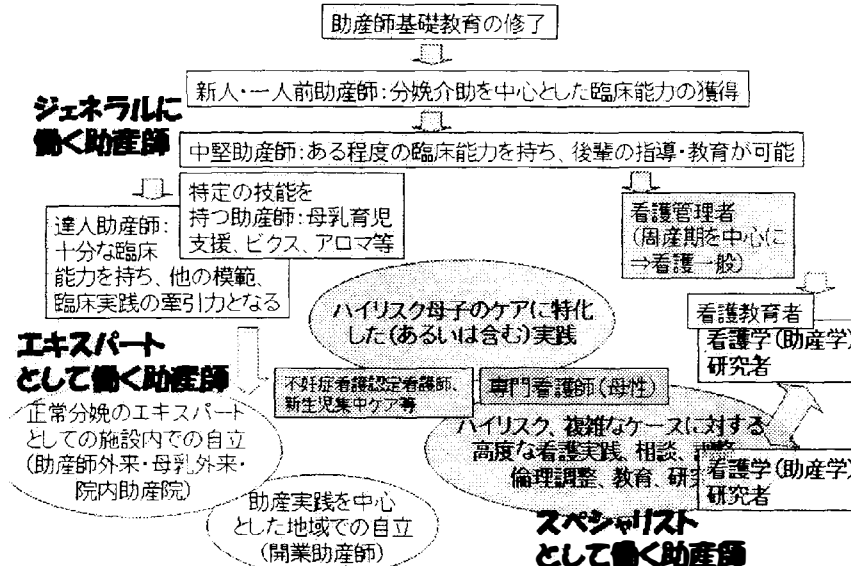 助産師基礎教育の修了
新人・一人前助産師：分娩介助を中心とした臨床能力の獲得
ジェネラルに
働く助産師
中堅助産師：ある程度の臨床能力を持ち、後輩の指導・教育が可能
特定の技能を
持つ助産師：母乳育児
支援、ビクス、アロマ等
達人助産師：
十分な臨床
能力を持ち、他の模範、
臨床実践の牽引力となる
看護管理者
（周産期を中心に
⇒看護一般）
看護教育者
看護学（助産学）
研究者
ハイリスク母子のケアに特化
した（あるいは含む）実践
エキスパート
として働く助産師
不妊症看護認定看護師、
新生児集中ケア等
専門看護師（母性）
正常分娩のエキスパート
としての施設内での自立
（助産師外来・母乳外来・
院内助産院）
ハイリスク、複雑なケースに対する
高度な看護実践、相談、調整
倫理調整、教育、研究
看護学（助産学）
研究者
助産実践を中心
とした地域での自立
（開業助産師）
スペシャリスト
として働く助産師